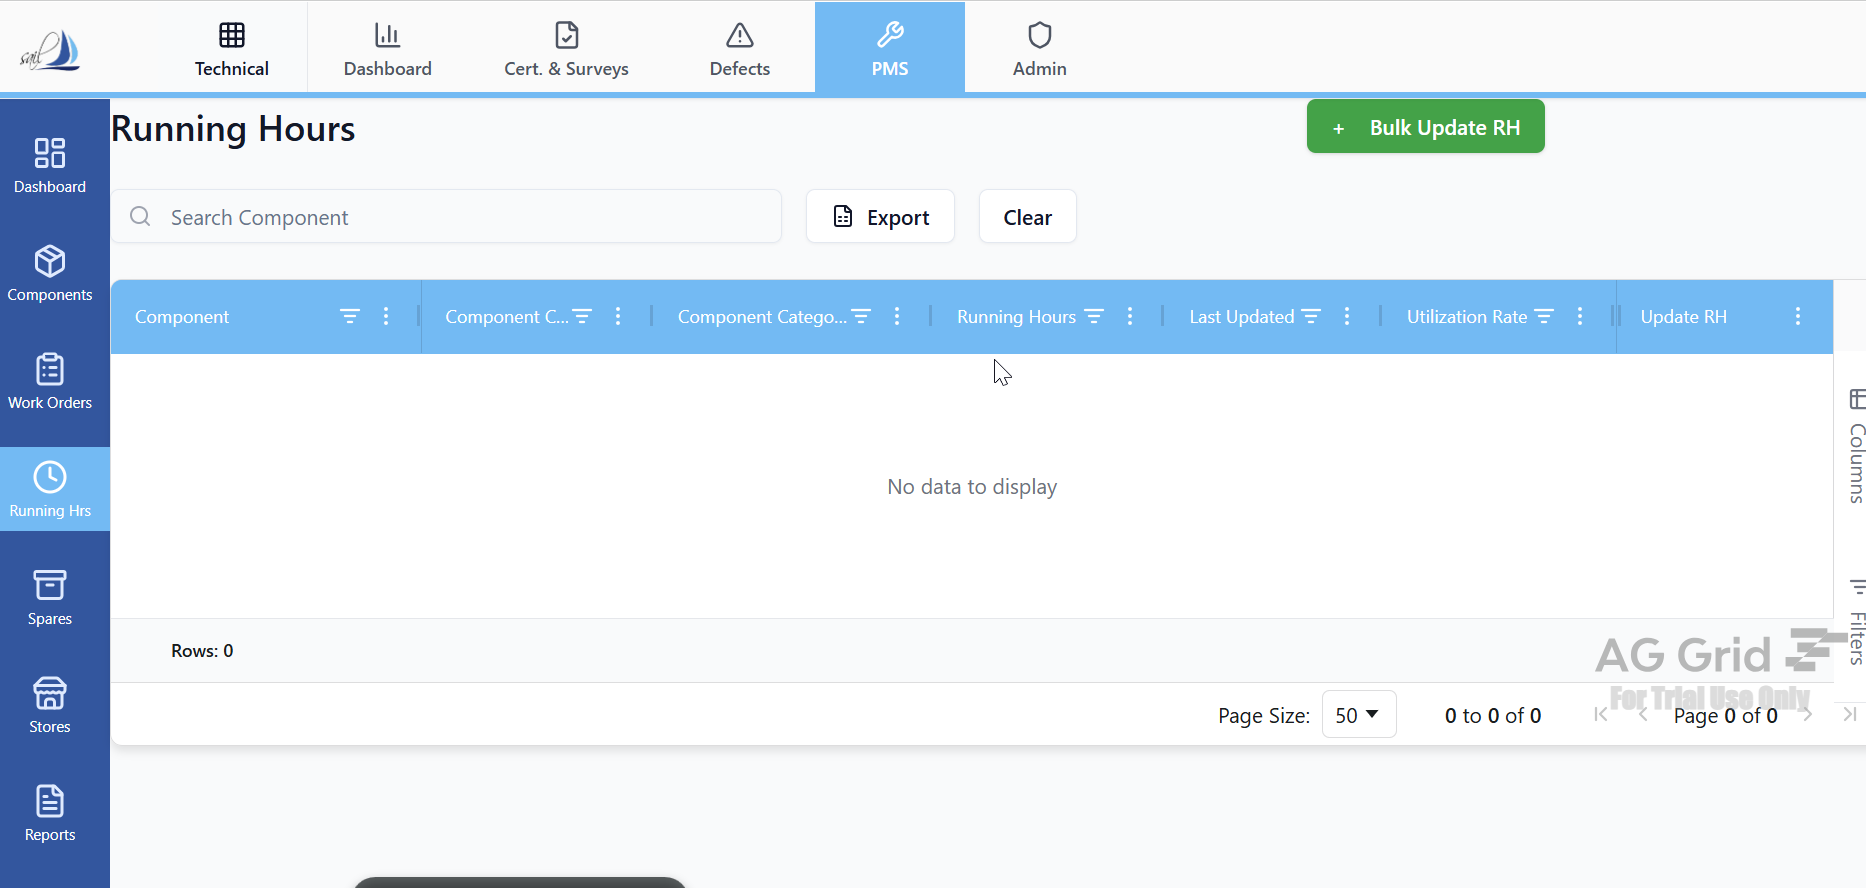 sail
Technical
Dashboard
Cert. & Surveys
Defects
PMS
Admin
Running Hours
+ Bulk Update RH
Dashboard
Components
Work Orders
Running Hrs
Spares
Stores
Reports
Search Component
Export
Clear
Component
Component C...
Component Catego...
Running Hours
Last Updated
Utilization Rate
Update RH
No data to display
Columns
Filters
Rows: 0
AG Grid
For Trial Use Only
Page Size: 50
0 to 0 of 0
Page 0 of 0